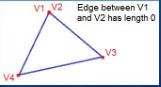 V1 V2 Edge between V1
and V2 has length 0
V3
V4